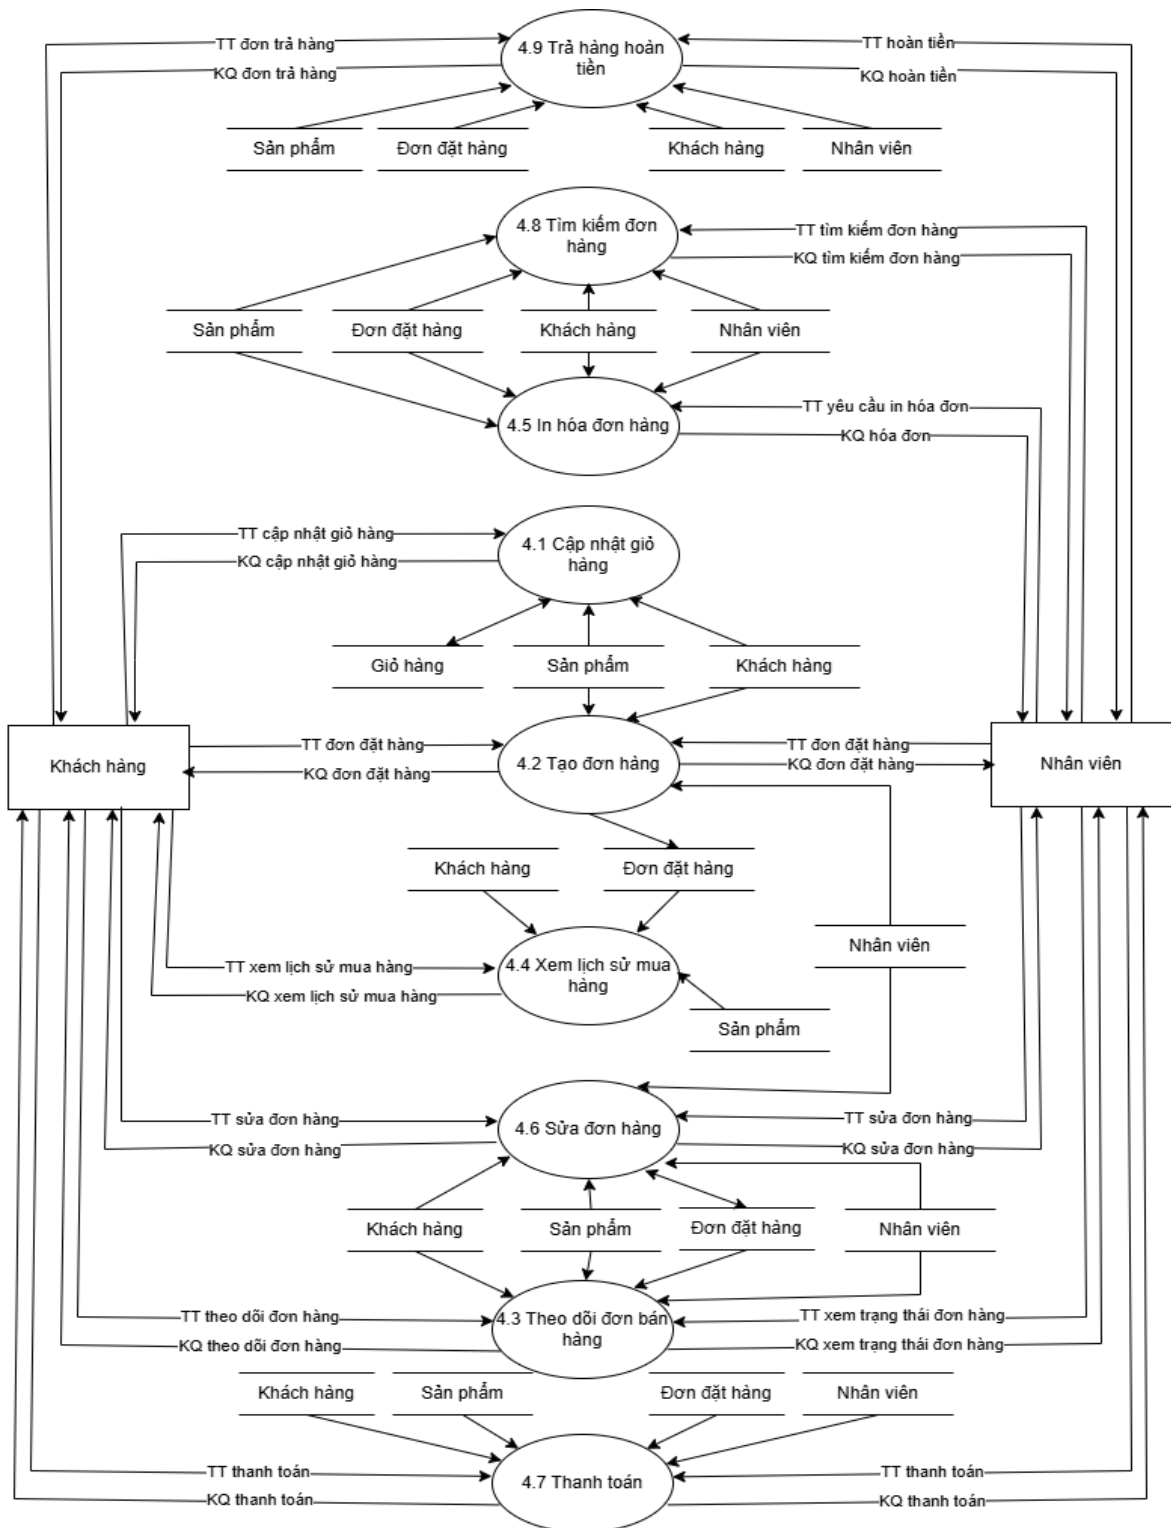 TT đơn trả hàng
4.9 Trả hàng hoàn
tiền
TT hoàn tiền
KQ đơn trả hàng
KQ hoàn tiền
Sản phẩm
Đơn đặt hàng
Khách hàng
Nhân viên
4.8 Tìm kiếm đơn
hàng
TT tìm kiếm đơn hàng
KQ tìm kiếm đơn hàng
Sản phẩm
Đơn đặt hàng
Khách hàng
Nhân viên
4.5 In hóa đơn hàng
TT yêu cầu in hóa đơn
KQ hóa đơn
TT cập nhật giỏ hàng
KQ cập nhật giỏ hàng
4.1 Cập nhật giỏ
hàng
Giỏ hàng
Sản phẩm
Khách hàng
Khách hàng
TT đơn đặt hàng
KQ đơn đặt hàng
4.2 Tạo đơn hàng
TT đơn đặt hàng
KQ đơn đặt hàng
Nhân viên
Khách hàng
Đơn đặt hàng
Nhân viên
TT xem lịch sử mua hàng
KQ xem lịch sử mua hàng
4.4 Xem lịch sử mua
hàng
Sản phẩm
TT sửa đơn hàng
KQ sửa đơn hàng
4.6 Sửa đơn hàng
TT sửa đơn hàng
KQ sửa đơn hàng
Khách hàng
Sản phẩm
Đơn đặt hàng
Nhân viên
TT theo dõi đơn hàng
KQ theo dõi đơn hàng
4.3 Theo dõi đơn bán
hàng
TT xem trạng thái đơn hàng
KQ xem trạng thái đơn hàng
Khách hàng
Sản phẩm
Đơn đặt hàng
Nhân viên
TT thanh toán
KQ thanh toán
4.7 Thanh toán
TT thanh toán
KQ thanh toán